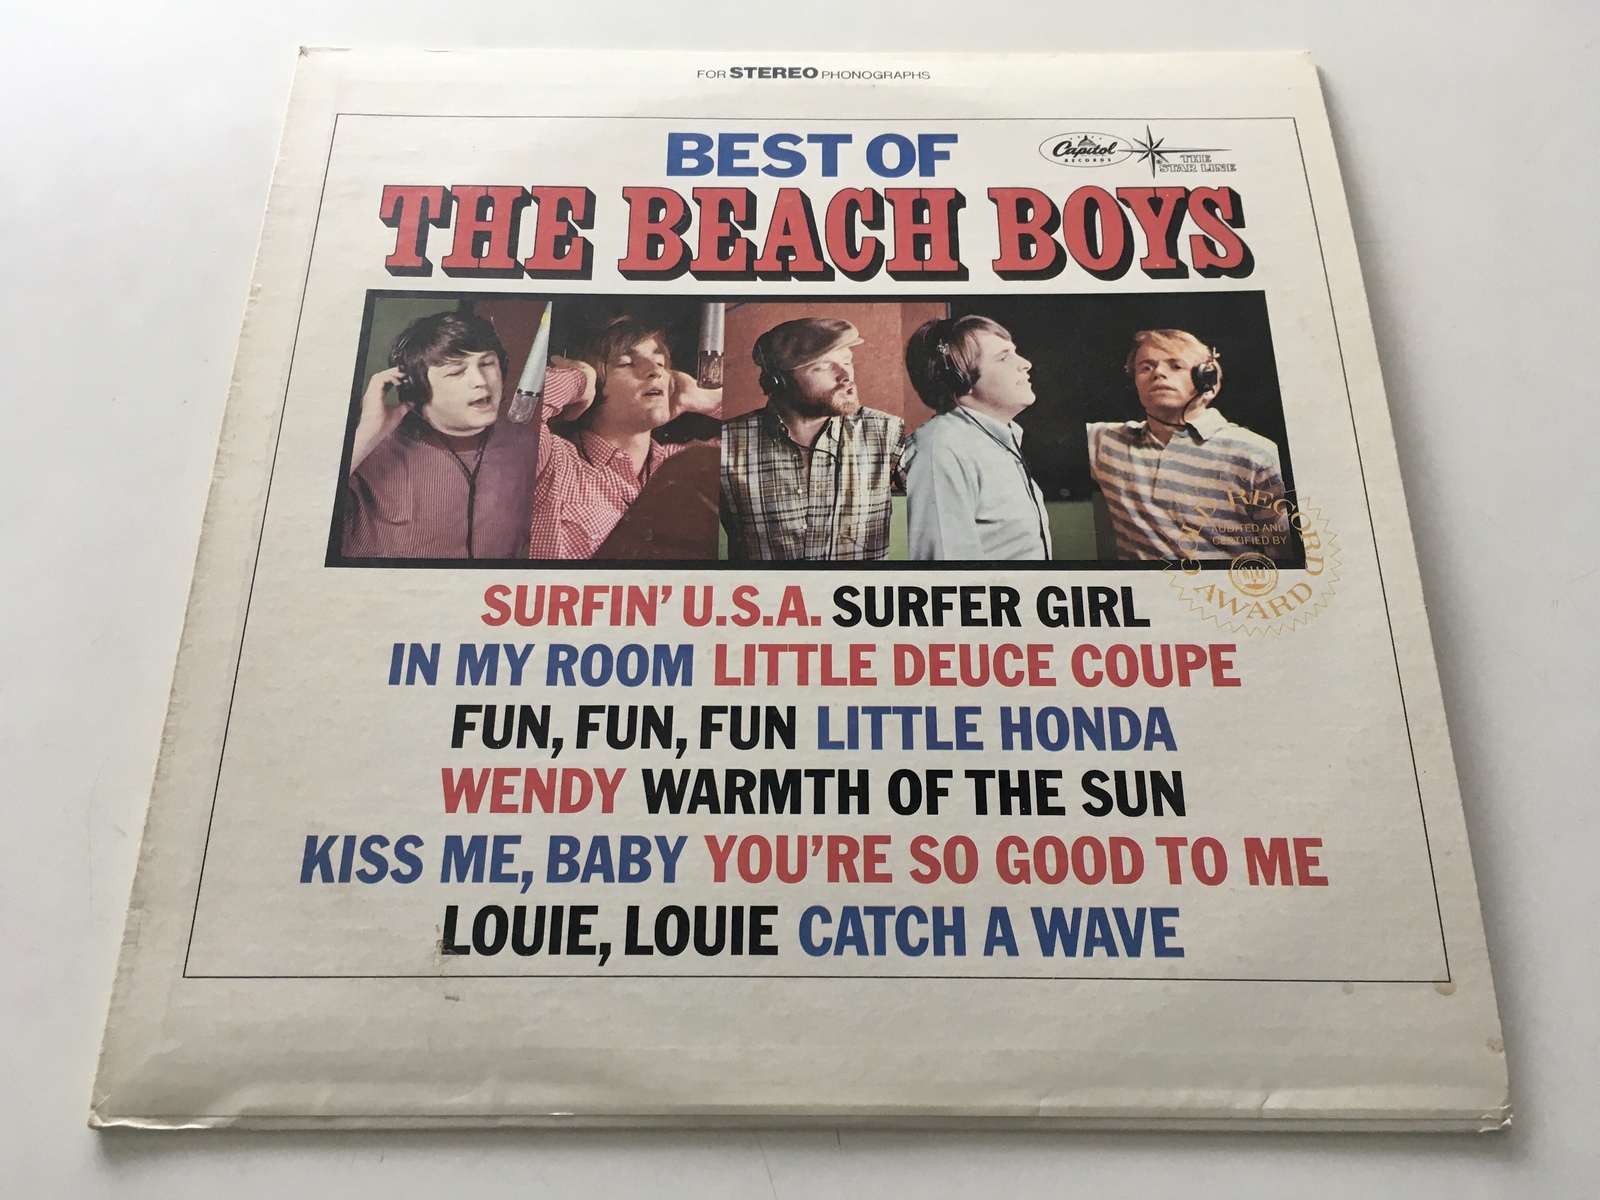 FOR STEREO PHONOGRAPHS
BEST OF
Capitol
RECORDS
THE
STAR LINE
THE BEACH BOYS
GOLD RECORD
AUDITED AND
CERTIFIED BY
AWARD
SURFIN' U.S.A. SURFER GIRL
IN MY ROOM LITTLE DEUCE COUPE
FUN, FUN, FUN LITTLE HONDA
WENDY WARMTH OF THE SUN
KISS ME, BABY YOU'RE SO GOOD TO ME
LOUIE, LOUIE CATCH A WAVE